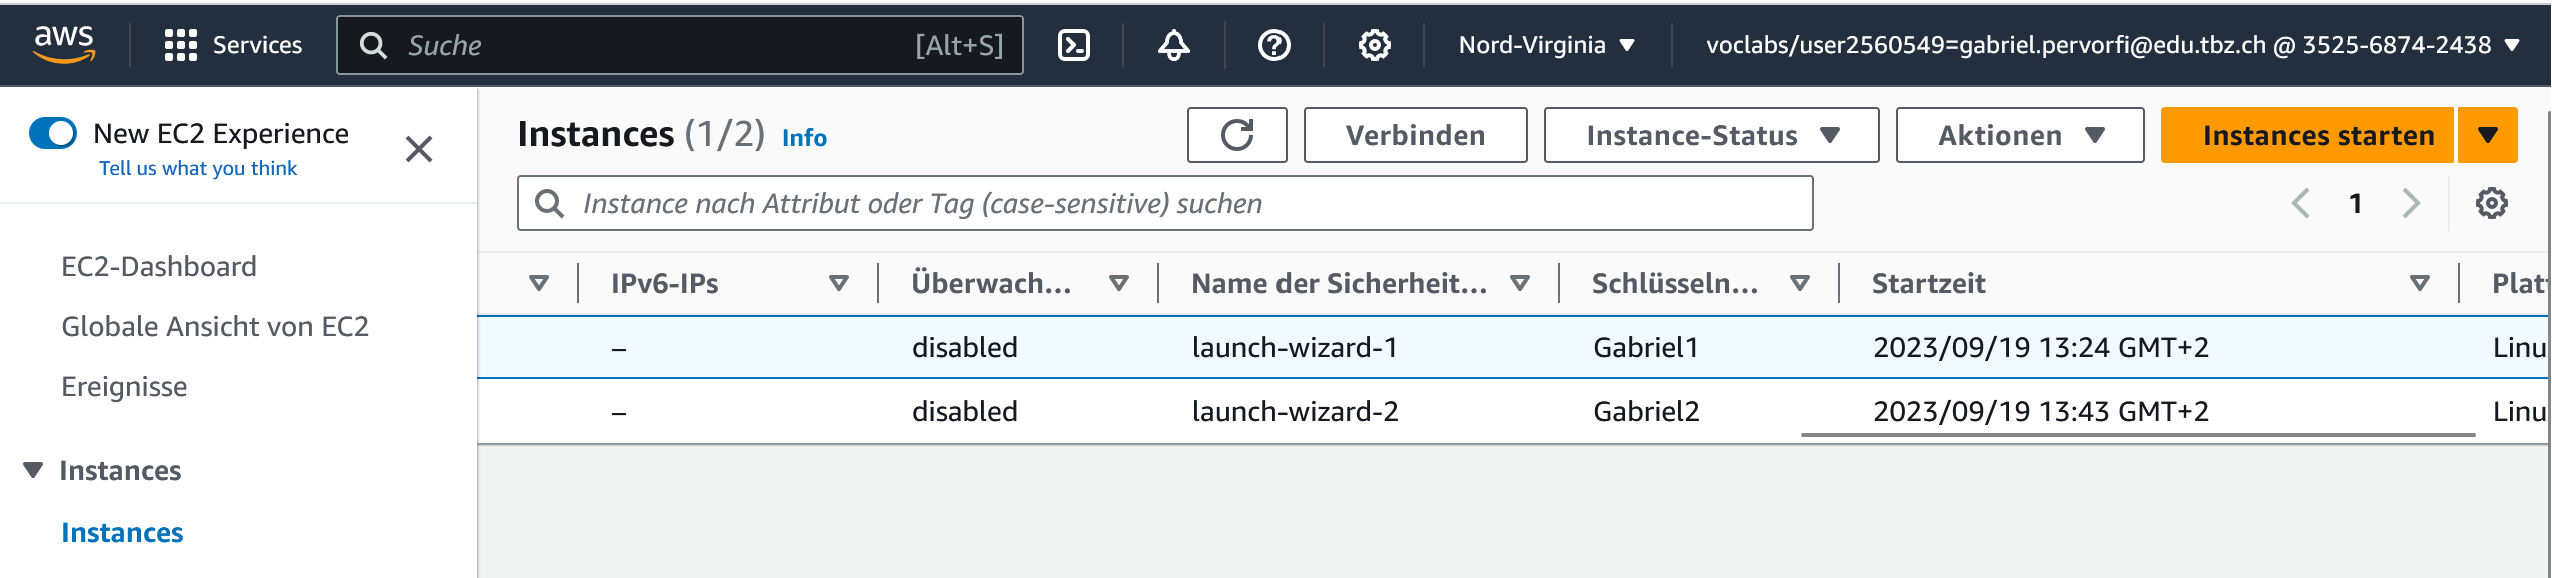 aws Services Suche [Alt+S] Nord-Virginia voclabs/user2560549=gabriel.pervorfi@edu.tbz.ch @ 3525-6874-2438
New EC2 Experience
Tell us what you think
EC2-Dashboard
Globale Ansicht von EC2
Ereignisse
Instances
Instances
Instances (1/2) Info Verbinden Instance-Status Aktionen Instances starten
Instance nach Attribut oder Tag (case-sensitive) suchen 1
IPv6-IPs Überwach... Name der Sicherheit... Schlüsseln... Startzeit Plat
– disabled launch-wizard-1 Gabriel1 2023/09/19 13:24 GMT+2 Linu
– disabled launch-wizard-2 Gabriel2 2023/09/19 13:43 GMT+2 Linu